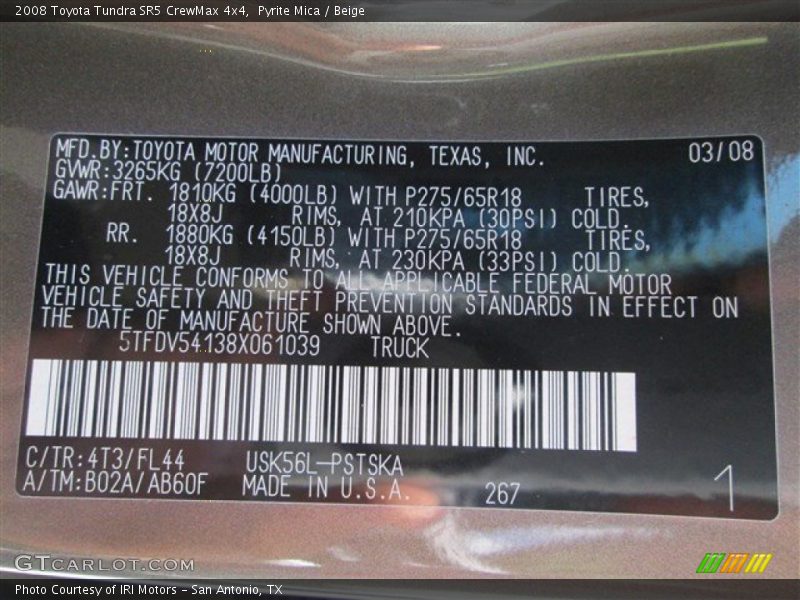 2008 Toyota Tundra SR5 CrewMax 4x4, Pyrite Mica / Beige
MFD.BY:TOYOTA MOTOR MANUFACTURING, TEXAS, INC. 03/08
GVWR:3265KG (7200LB)
GAWR:FRT. 1810KG (4000LB) WITH P275/65R18 TIRES,
18X8J RIMS, AT 210KPA (30PSI) COLD.
RR. 1880KG (4150LB) WITH P275/65R18 TIRES,
18X8J RIMS, AT 230KPA (33PSI) COLD.
THIS VEHICLE CONFORMS TO ALL APPLICABLE FEDERAL MOTOR
VEHICLE SAFETY AND THEFT PREVENTION STANDARDS IN EFFECT ON
THE DATE OF MANUFACTURE SHOWN ABOVE.
5TFDV54138X061039 TRUCK
C/TR:4T3/FL44 USK56L-PSTSKA
A/TM:B02A/AB60F MADE IN U.S.A. 267 1
GTCARLOT.COM
Photo Courtesy of IRI Motors - San Antonio, TX